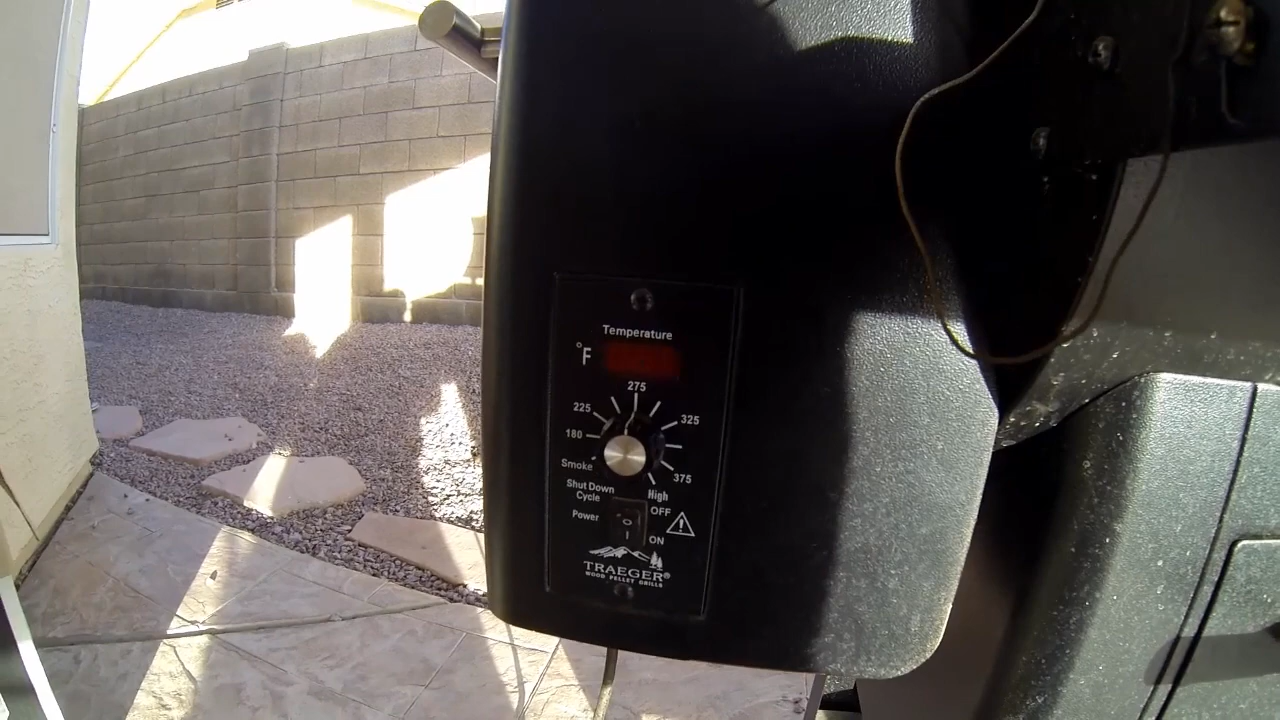 Temperature
°F
275
225
325
180
Smoke
375
Shut Down
Cycle
High
OFF
Power
ON
TRAEGER®
WOOD PELLET GRILLS